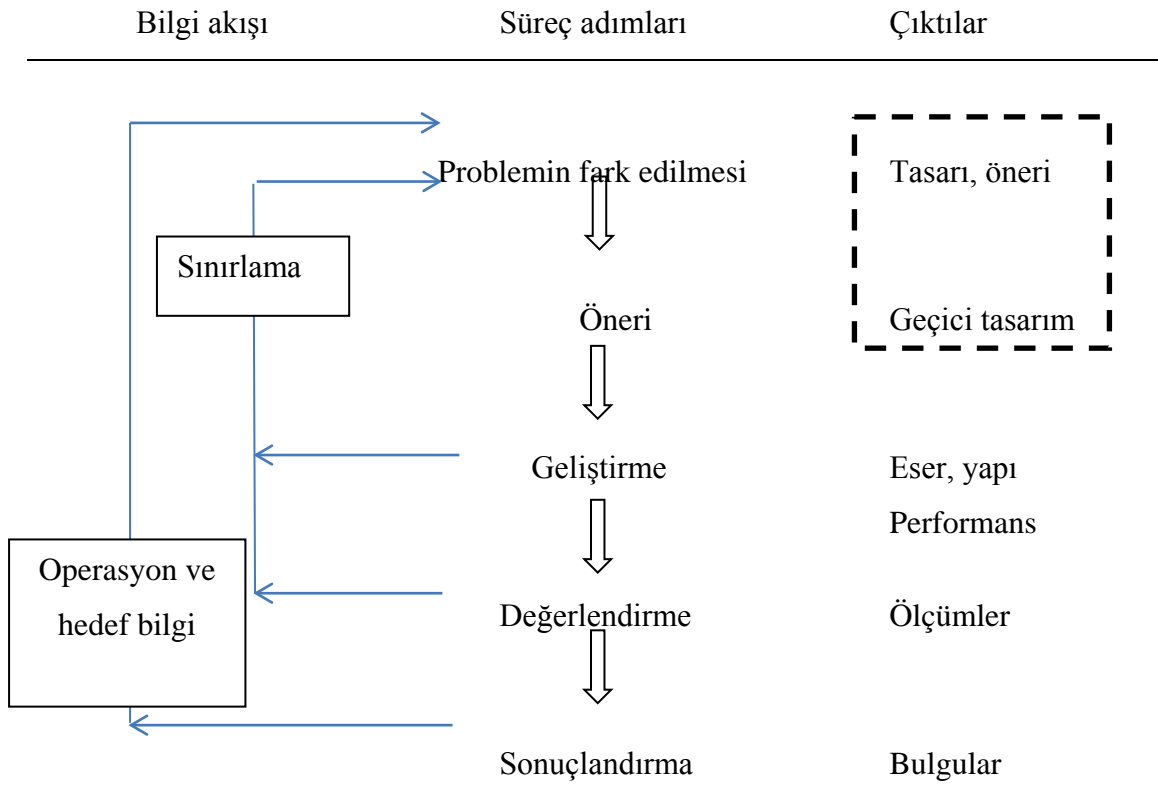 Bilgi akışı Süreç adımları Çıktılar
Problemin fark edilmesi Tasarı, öneri
Sınırlama
Öneri Geçici tasarım
Geliştirme Eser, yapı
Performans
Operasyon ve
hedef bilgi
Değerlendirme Ölçümler
Sonuçlandırma Bulgular